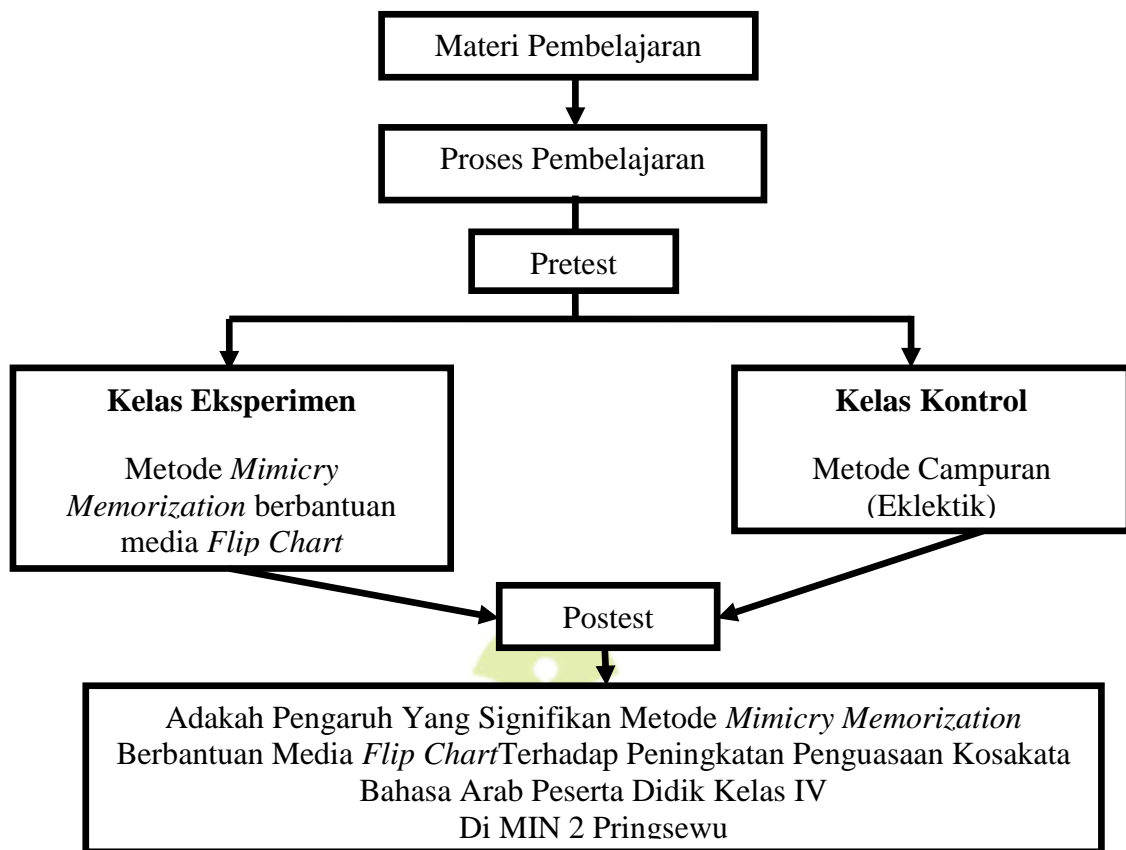 Materi Pembelajaran
Proses Pembelajaran
Pretest
Kelas Eksperimen
Metode Mimicry
Memorization berbantuan
media Flip Chart
Kelas Kontrol
Metode Campuran
(Eklektik)
Postest
Adakah Pengaruh Yang Signifikan Metode Mimicry Memorization
Berbantuan Media Flip ChartTerhadap Peningkatan Penguasaan Kosakata
Bahasa Arab Peserta Didik Kelas IV
Di MIN 2 Pringsewu